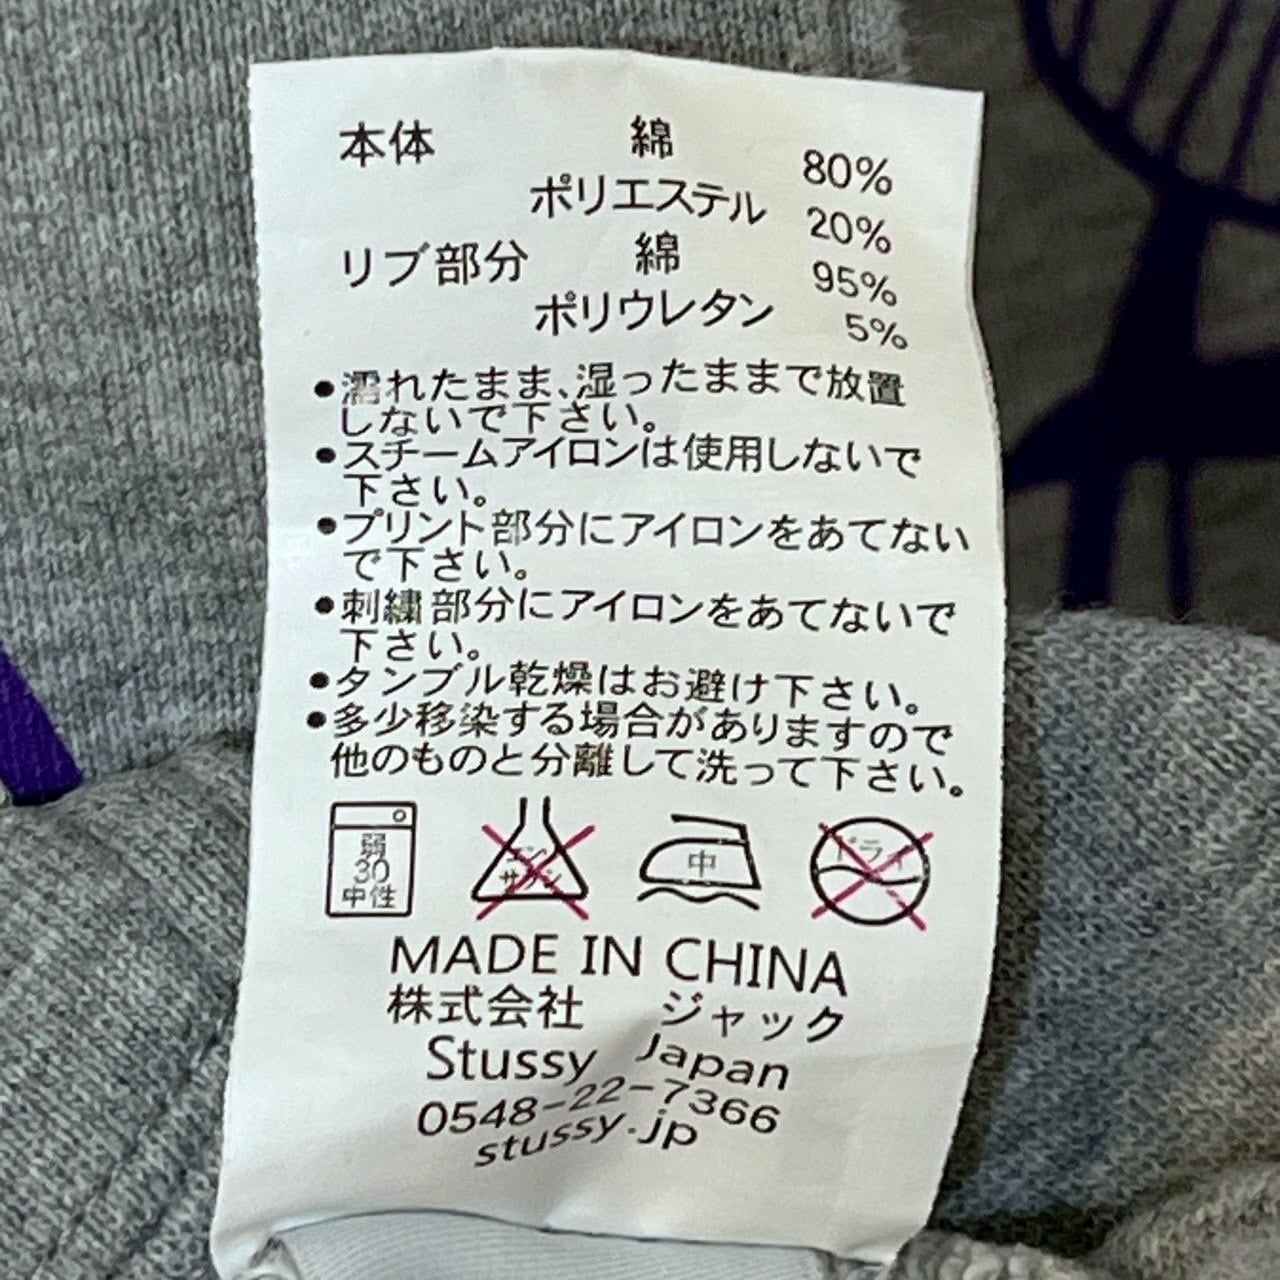 本体 綿 80%
ポリエステル 20%
リブ部分 綿 95%
ポリウレタン 5%
●濡れたまま、湿ったままで放置
しないで下さい。
●スチームアイロンは使用しないで
下さい。
●プリント部分にアイロンをあてない
で下さい。
●刺繍部分にアイロンをあてないで
下さい。
●タンブル乾燥はお避け下さい。
●多少移染する場合がありますので
他のものと分離して洗って下さい。
弱
30
中性
エン
サラシ
中
ドライ
MADE IN CHINA
株式会社 ジャック
Stussy Japan
0548-22-7366
stussy.jp